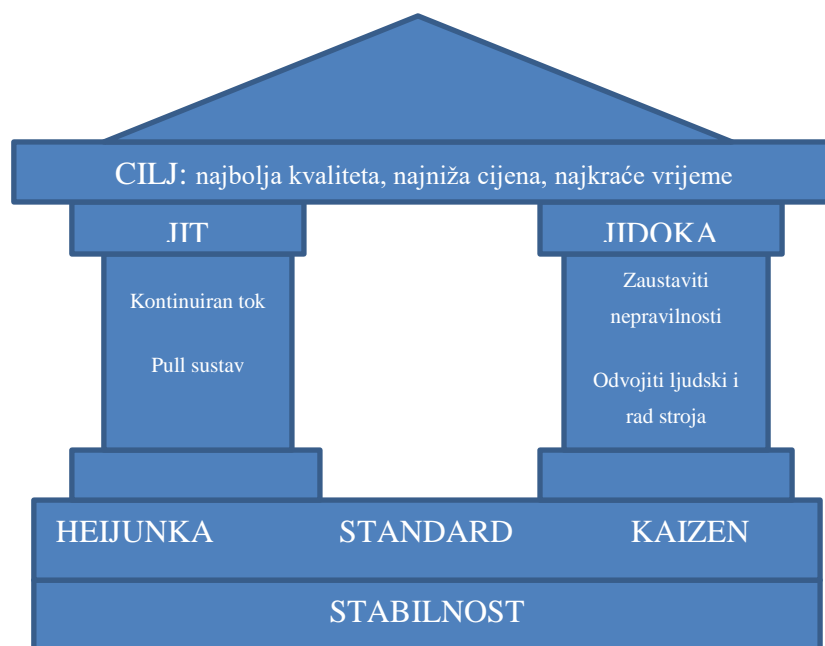 CILJ: najbolja kvaliteta, najniža cijena, najkraće vrijeme
JIT
JIDOKA
Kontinuiran tok
Pull sustav
Zaustaviti
nepravilnosti
Odvojiti ljudski i
rad stroja
HEIJUNKA STANDARD KAIZEN
STABILNOST